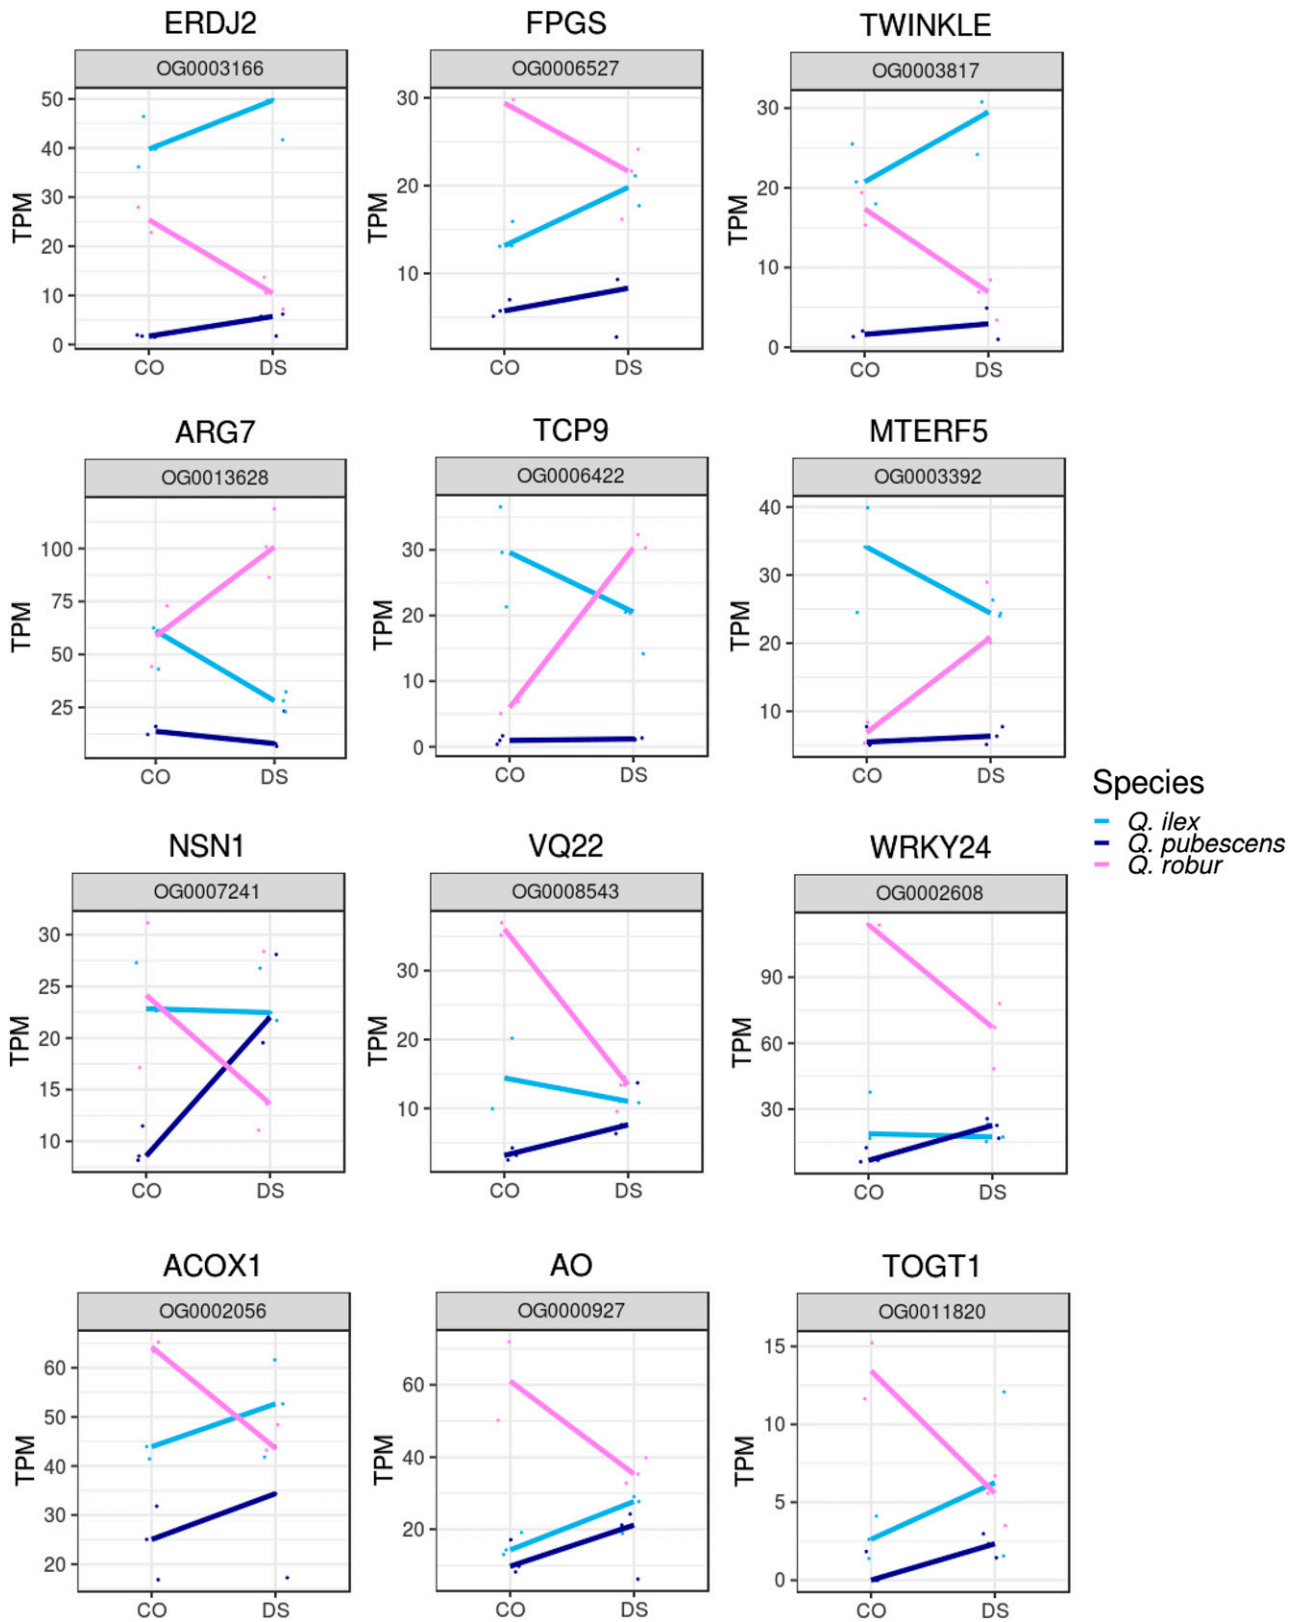 ERDJ2 FPGS TWINKLE
OG0003166 OG0006527 OG0003817
TPM 50 40 30 20 10 0 CO DS
TPM 30 20 10 CO DS
TPM 30 20 10 0 CO DS
ARG7 TCP9 MTERF5
OG0013628 OG0006422 OG0003392
TPM 100 75 50 25 CO DS
TPM 30 20 10 0 CO DS
TPM 40 30 20 10 CO DS
Species
Q. ilex
Q. pubescens
Q. robur
NSN1 VQ22 WRKY24
OG0007241 OG0008543 OG0002608
TPM 30 25 20 15 10 CO DS
TPM 30 20 10 CO DS
TPM 90 60 30 CO DS
ACOX1 AO TOGT1
OG0002056 OG0000927 OG0011820
TPM 60 50 40 30 20 CO DS
TPM 60 40 20 CO DS
TPM 15 10 5 0 CO DS